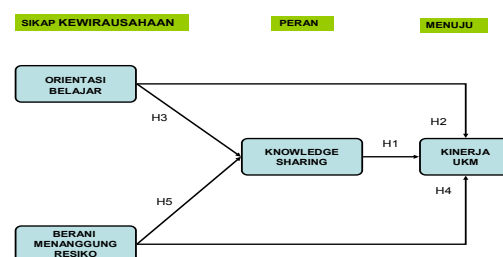 SIKAP KEWIRAUSAHAAN
PERAN
MENUJU
ORIENTASI
BELAJAR
H3
H2
H1
KNOWLEDGE
SHARING
KINERJA
UKM
H4
H5
BERANI
MENANGGUNG
RESIKO